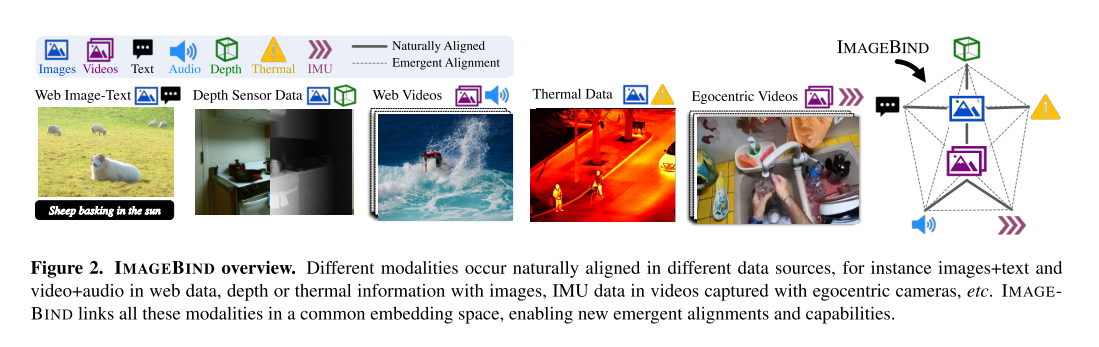 Images Videos Text Audio Depth Thermal IMU
Naturally Aligned
Emergent Alignment
IMAGEBIND
Web Image-Text
Depth Sensor Data
Web Videos
Thermal Data
Egocentric Videos
Sheep basking in the sun
Figure 2. IMAGEBIND overview. Different modalities occur naturally aligned in different data sources, for instance images+text and
video+audio in web data, depth or thermal information with images, IMU data in videos captured with egocentric cameras, etc. IMAGE-
BIND links all these modalities in a common embedding space, enabling new emergent alignments and capabilities.